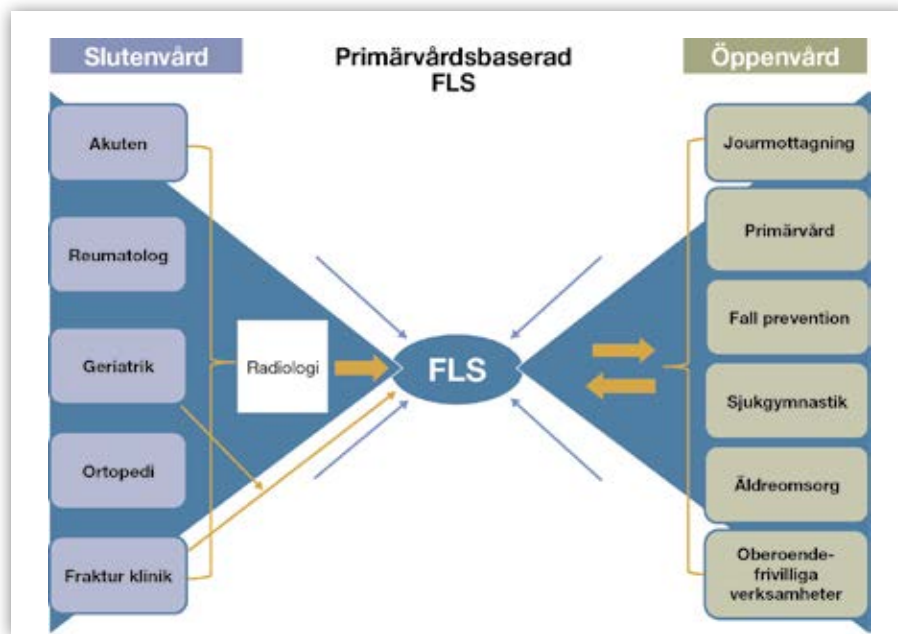 Slutenvård
Primärvårdsbaserad
FLS
Öppenvård
Akuten
Reumatolog
Geriatrik
Ortopedi
Fraktur klinik
Radiologi
FLS
Jourmottagning
Primärvård
Fall prevention
Sjukgymnastik
Äldreomsorg
Oberoende-
frivilliga
verksamheter